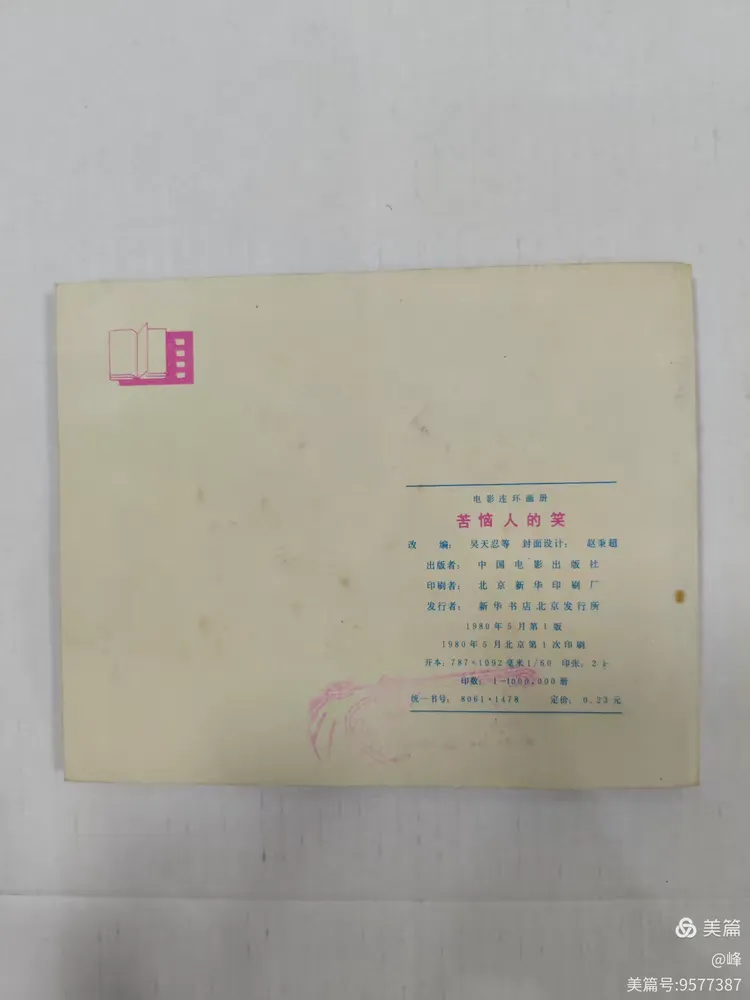 电影连环画册
苦恼人的笑
改 编： 吴天忍等 封面设计： 赵秉超
出版者： 中国电影出版社
印刷者： 北京新华印刷厂
发行者： 新华书店北京发行所
1980年5月第1版
1980年5月北京第1次印刷
开本：787×1092毫米1/60 印张：2
印数：1—1000,000册
统一书号： 8061·1478 定价： 0.23元
美篇
@峰
美篇号:9577387